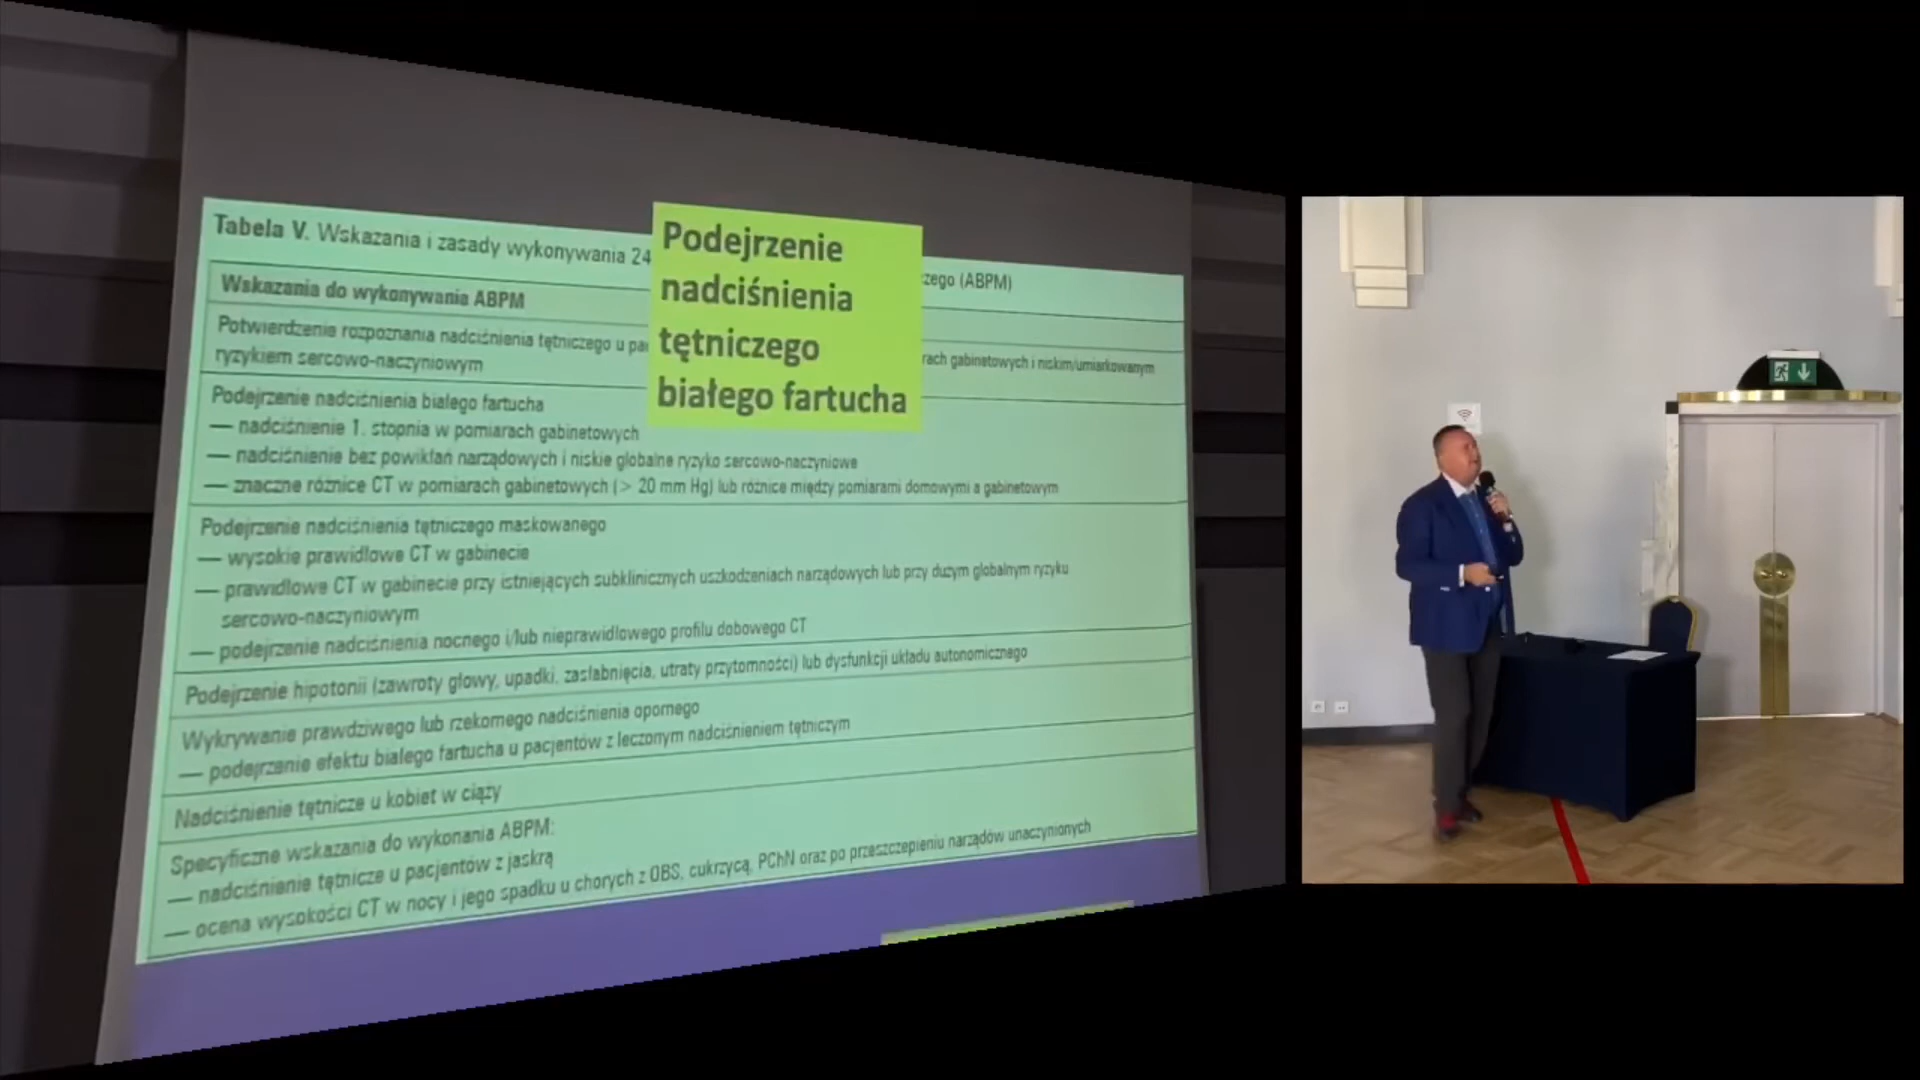 Tabela V. Wskazania i zasady wykonywania 24
zego (ABPM)
Podejrzenie
nadciśnienia
tętniczego
białego fartucha
Wskazania do wykonywania ABPM
Potwierdzenie rozpoznania nadciśnienia tętniczego u pa
rach gabinetowych i niskim/umiarkowanym
ryzykiem sercowo-naczyniowym
Podejrzenie nadciśnienia białego fartucha
— nadciśnienie 1. stopnia w pomiarach gabinetowych
— nadciśnienie bez powikłań narządowych i niskie globalne ryzyko sercowo-naczyniowe
— znaczne różnice CT w pomiarach gabinetowych (> 20 mm Hg) lub różnice między pomiarami domowymi a gabinetowym
Podejrzenie nadciśnienia tętniczego maskowanego
— wysokie prawidłowe CT w gabinecie
— prawidłowe CT w gabinecie przy istniejących subklinicznych uszkodzeniach narządowych lub przy dużym globalnym ryzyku
sercowo-naczyniowym
— podejrzenie nadciśnienia nocnego i/lub nieprawidłowego profilu dobowego CT
Podejrzenie hipotonii (zawroty głowy, upadki, zasłabnięcia, utraty przytomności) lub dysfunkcji układu autonomicznego
Wykrywanie prawdziwego lub rzekomego nadciśnienia opornego
— podejrzenie efektu białego fartucha u pacjentów z leczonym nadciśnieniem tętniczym
Nadciśnienie tętnicze u kobiet w ciąży
Specyficzne wskazania do wykonania ABPM:
— nadciśnienie tętnicze u pacjentów z jaskrą
— ocena wysokości CT w nocy i jego spadku u chorych z OBS, cukrzycą, PChN oraz po przeszczepieniu narządów unaczynionych